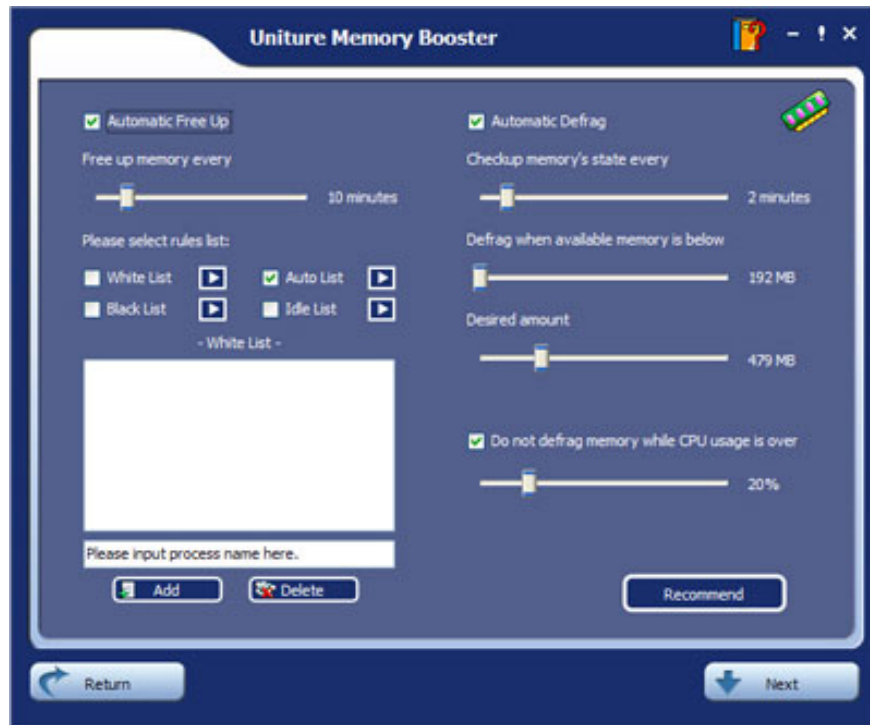 Uniture Memory Booster
Automatic Free Up
Free up memory every
10 minutes
Please select rules list:
White List
Auto List
Black List
Idle List
- White List -
Please input process name here.
Add
Delete
Automatic Defrag
Checkup memory's state every
2 minutes
Defrag when available memory is below
192 MB
Desired amount
479 MB
Do not defrag memory while CPU usage is over
20%
Recommend
Return
Next